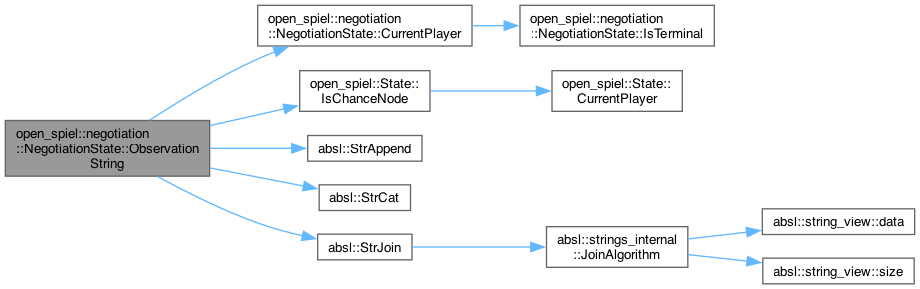 open_spiel::negotiation
::NegotiationState::Observation
String
open_spiel::negotiation
::NegotiationState::CurrentPlayer
open_spiel::negotiation
::NegotiationState::IsTerminal
open_spiel::State::
IsChanceNode
open_spiel::State::
CurrentPlayer
absl::StrAppend
absl::StrCat
absl::StrJoin
absl::strings_internal
::JoinAlgorithm
absl::string_view::data
absl::string_view::size